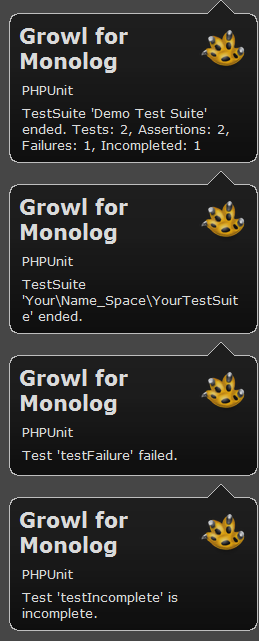 Growl for
Monolog
PHPUnit
TestSuite 'Demo Test Suite'
ended. Tests: 2, Assertions: 2,
Failures: 1, Incompleted: 1
Growl for
Monolog
PHPUnit
TestSuite
'Your\Name_Space\YourTestSuit
e' ended.
Growl for
Monolog
PHPUnit
Test 'testFailure' failed.
Growl for
Monolog
PHPUnit
Test 'testIncomplete' is
incomplete.